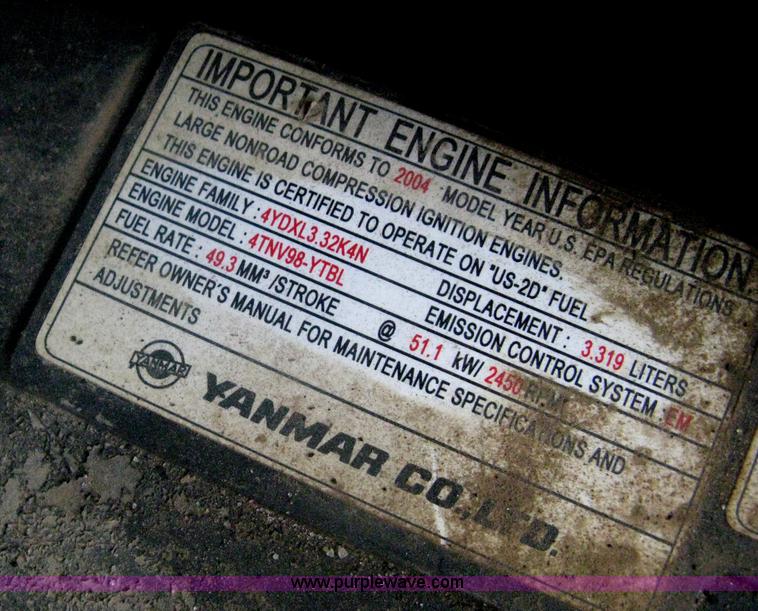 IMPORTANT ENGINE INFORMATION
THIS ENGINE CONFORMS TO 2004 MODEL YEAR U.S. EPA REGULATIONS
LARGE NONROAD COMPRESSION IGNITION ENGINES.
THIS ENGINE IS CERTIFIED TO OPERATE ON "US-2D" FUEL
ENGINE FAMILY : 4YDXL3.32K4N DISPLACEMENT : 3.319 LITERS
ENGINE MODEL : 4TNV98-YTBL EMISSION CONTROL SYSTEM EM
FUEL RATE : 49.3 MM³ /STROKE @ 51.1 kW/ 2450 RPM
REFER OWNER'S MANUAL FOR MAINTENANCE SPECIFICATIONS AND
ADJUSTMENTS
YANMAR YANMAR CO.,LTD.
www.purplewave.com